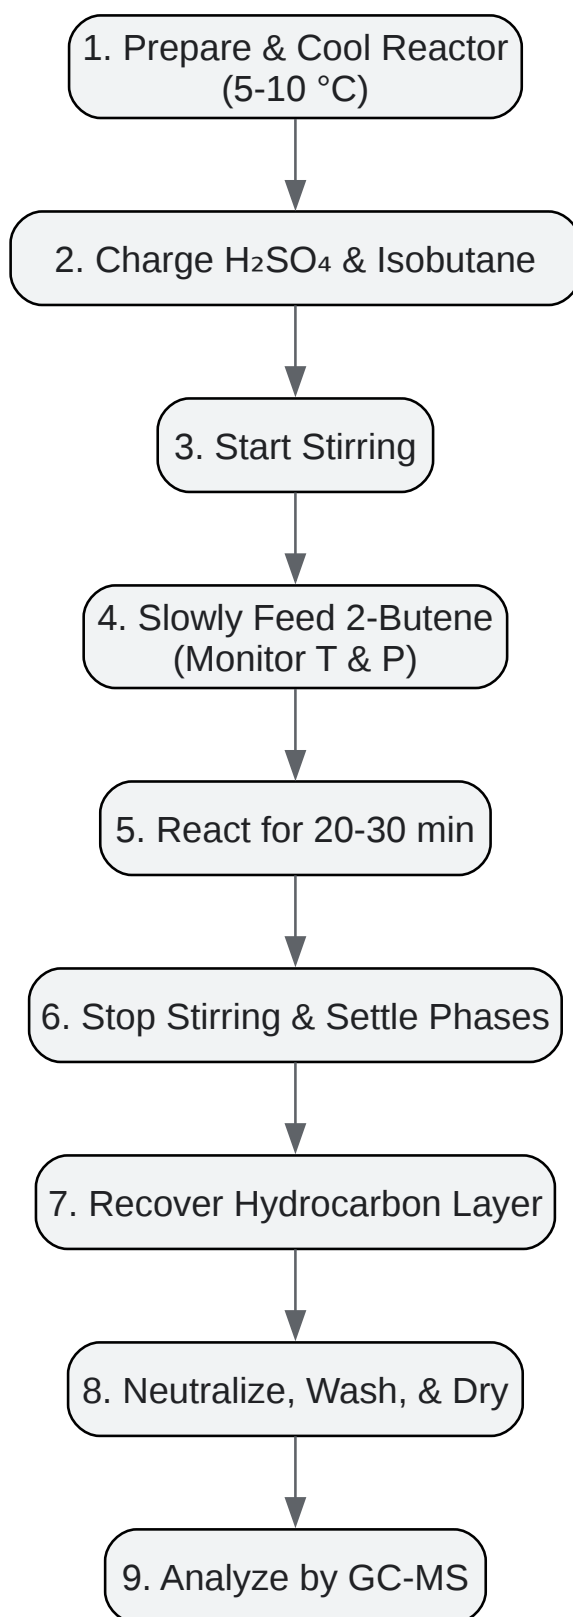 1. Prepare & Cool Reactor
(5-10 °C)
2. Charge H₂SO₄ & Isobutane
3. Start Stirring
4. Slowly Feed 2-Butene
(Monitor T & P)
5. React for 20-30 min
6. Stop Stirring & Settle Phases
7. Recover Hydrocarbon Layer
8. Neutralize, Wash, & Dry
9. Analyze by GC-MS